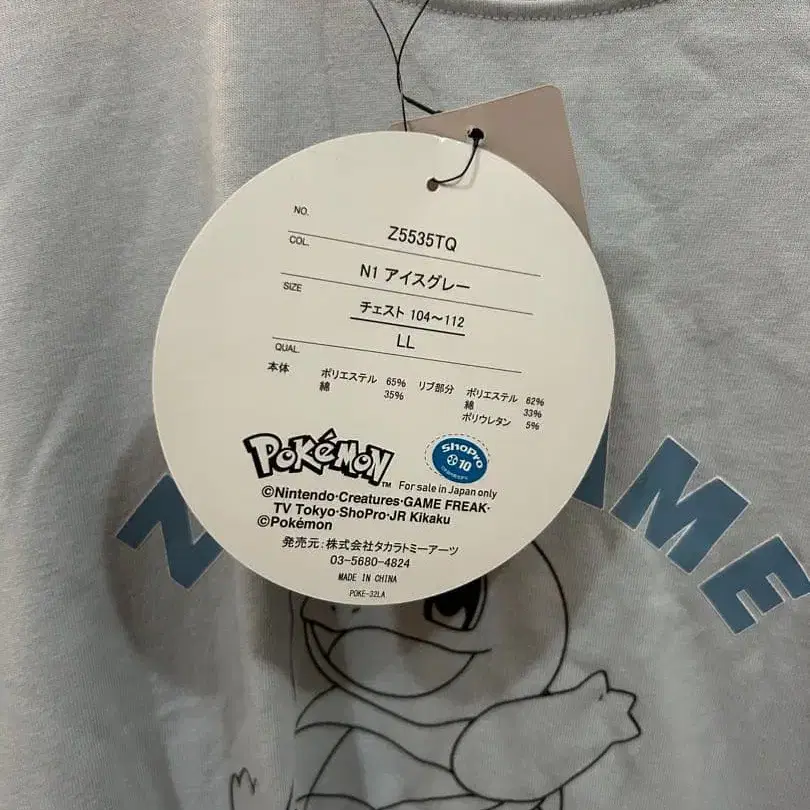 NO.
Z5535TQ
COL.
N1 アイスグレー
SIZE
チェスト 104〜112
LL
QUAL.
本体 ポリエステル 65% リブ部分 ポリエステル 62%
綿 35% 綿 33%
ポリウレタン 5%
POKéMON TM
ShoPro
10
For sale in Japan only
©Nintendo・Creatures・GAME FREAK・
TV Tokyo・ShoPro・JR Kikaku
©Pokémon
発売元:株式会社タカラトミーアーツ
03-5680-4824
MADE IN CHINA
POKE-32LA